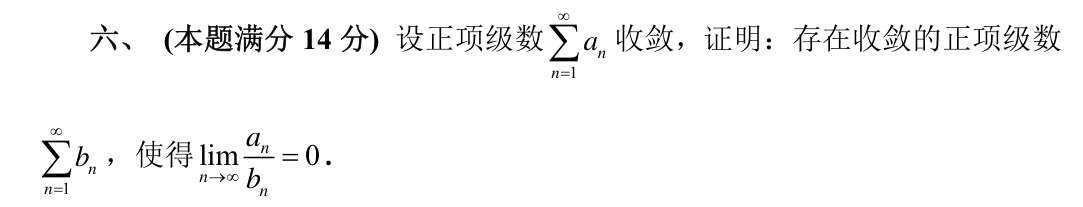 六、 (本题满分 14 分) 设正项级数 $\sum_{n=1}^{\infty} a_n$ 收敛，证明：存在收敛的正项级数
$\sum_{n=1}^{\infty} b_n$ ，使得 $\lim_{n \to \infty} \frac{a_n}{b_n} = 0$ .